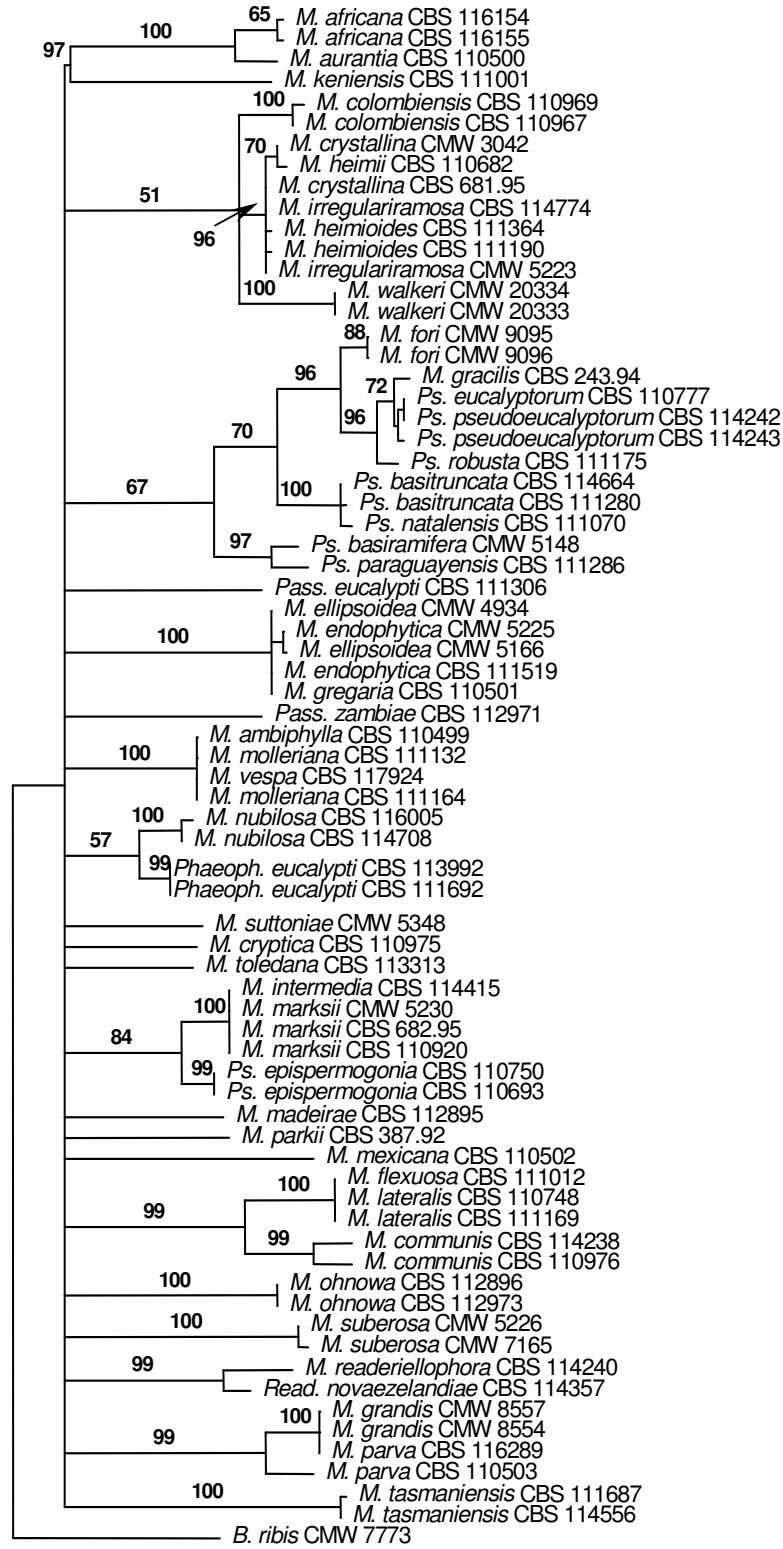 65
M. africana CBS 116154
100
M. africana CBS 116155
97
M. aurantia CBS 110500
M. keniensis CBS 111001
100
M. colombiensis CBS 110969
M. colombiensis CBS 110967
70
M. crystallina CMW 3042
M. heimii CBS 110682
M. crystallina CBS 681.95
51
M. irregulariramosa CBS 114774
96
M. heimioides CBS 111364
M. heimioides CBS 111190
M. irregulariramosa CMW 5223
100
M. walkeri CMW 20334
M. walkeri CMW 20333
88
M. fori CMW 9095
M. fori CMW 9096
96
72
M. gracilis CBS 243.94
Ps. eucalyptorum CBS 110777
96
Ps. pseudoeucalyptorum CBS 114242
70
Ps. pseudoeucalyptorum CBS 114243
Ps. robusta CBS 111175
67
100
Ps. basitruncata CBS 114664
Ps. basitruncata CBS 111280
Ps. natalensis CBS 111070
97
Ps. basiramifera CMW 5148
Ps. paraguayensis CBS 111286
Pass. eucalypti CBS 111306
M. ellipsoidea CMW 4934
M. endophytica CMW 5225
100
M. ellipsoidea CMW 5166
M. endophytica CBS 111519
M. gregaria CBS 110501
Pass. zambiae CBS 112971
M. ambiphylla CBS 110499
100
M. molleriana CBS 111132
M. vespa CBS 117924
M. molleriana CBS 111164
100
M. nubilosa CBS 116005
57
M. nubilosa CBS 114708
99
Phaeoph. eucalypti CBS 113992
Phaeoph. eucalypti CBS 111692
M. suttoniae CMW 5348
M. cryptica CBS 110975
M. toledana CBS 113313
M. intermedia CBS 114415
100
M. marksii CMW 5230
M. marksii CBS 682.95
84
M. marksii CBS 110920
99
Ps. epispermogonia CBS 110750
Ps. epispermogonia CBS 110693
M. madeirae CBS 112895
M. parkii CBS 387.92
M. mexicana CBS 110502
M. flexuosa CBS 111012
100
M. lateralis CBS 110748
99
M. lateralis CBS 111169
99
M. communis CBS 114238
M. communis CBS 110976
100
M. ohnowa CBS 112896
M. ohnowa CBS 112973
100
M. suberosa CMW 5226
M. suberosa CMW 7165
99
M. readeriellophora CBS 114240
Read. novaezelandiae CBS 114357
100
M. grandis CMW 8557
M. grandis CMW 8554
99
M. parva CBS 116289
M. parva CBS 110503
100
M. tasmaniensis CBS 111687
M. tasmaniensis CBS 114556
B. ribis CMW 7773